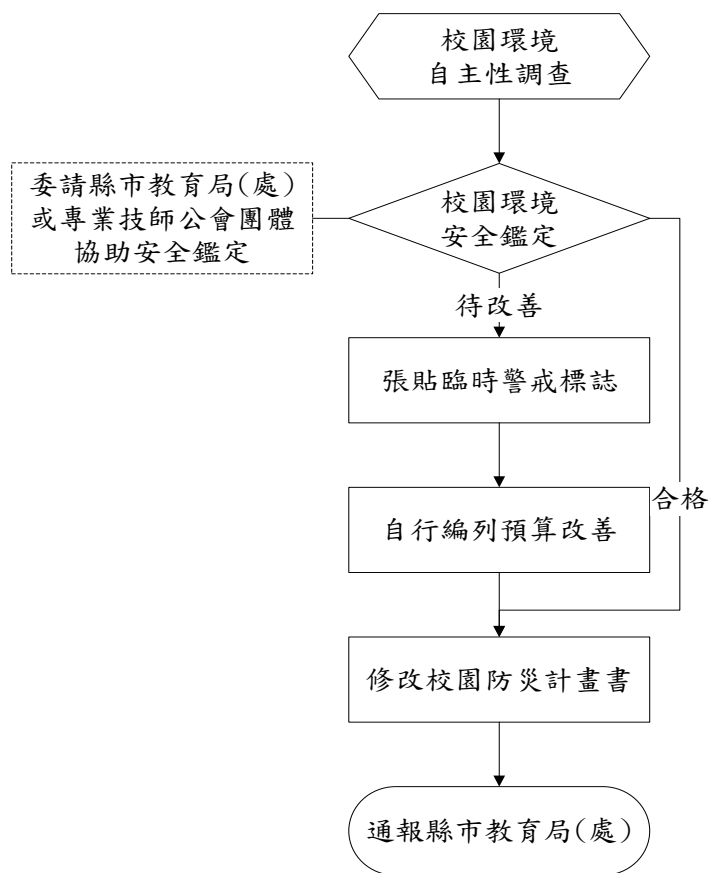 校園環境
自主性調查
委請縣市教育局(處)
或專業技師公會團體
協助安全鑑定
校園環境
安全鑑定
待改善
張貼臨時警戒標誌
自行編列預算改善
合格
修改校園防災計畫書
通報縣市教育局(處)